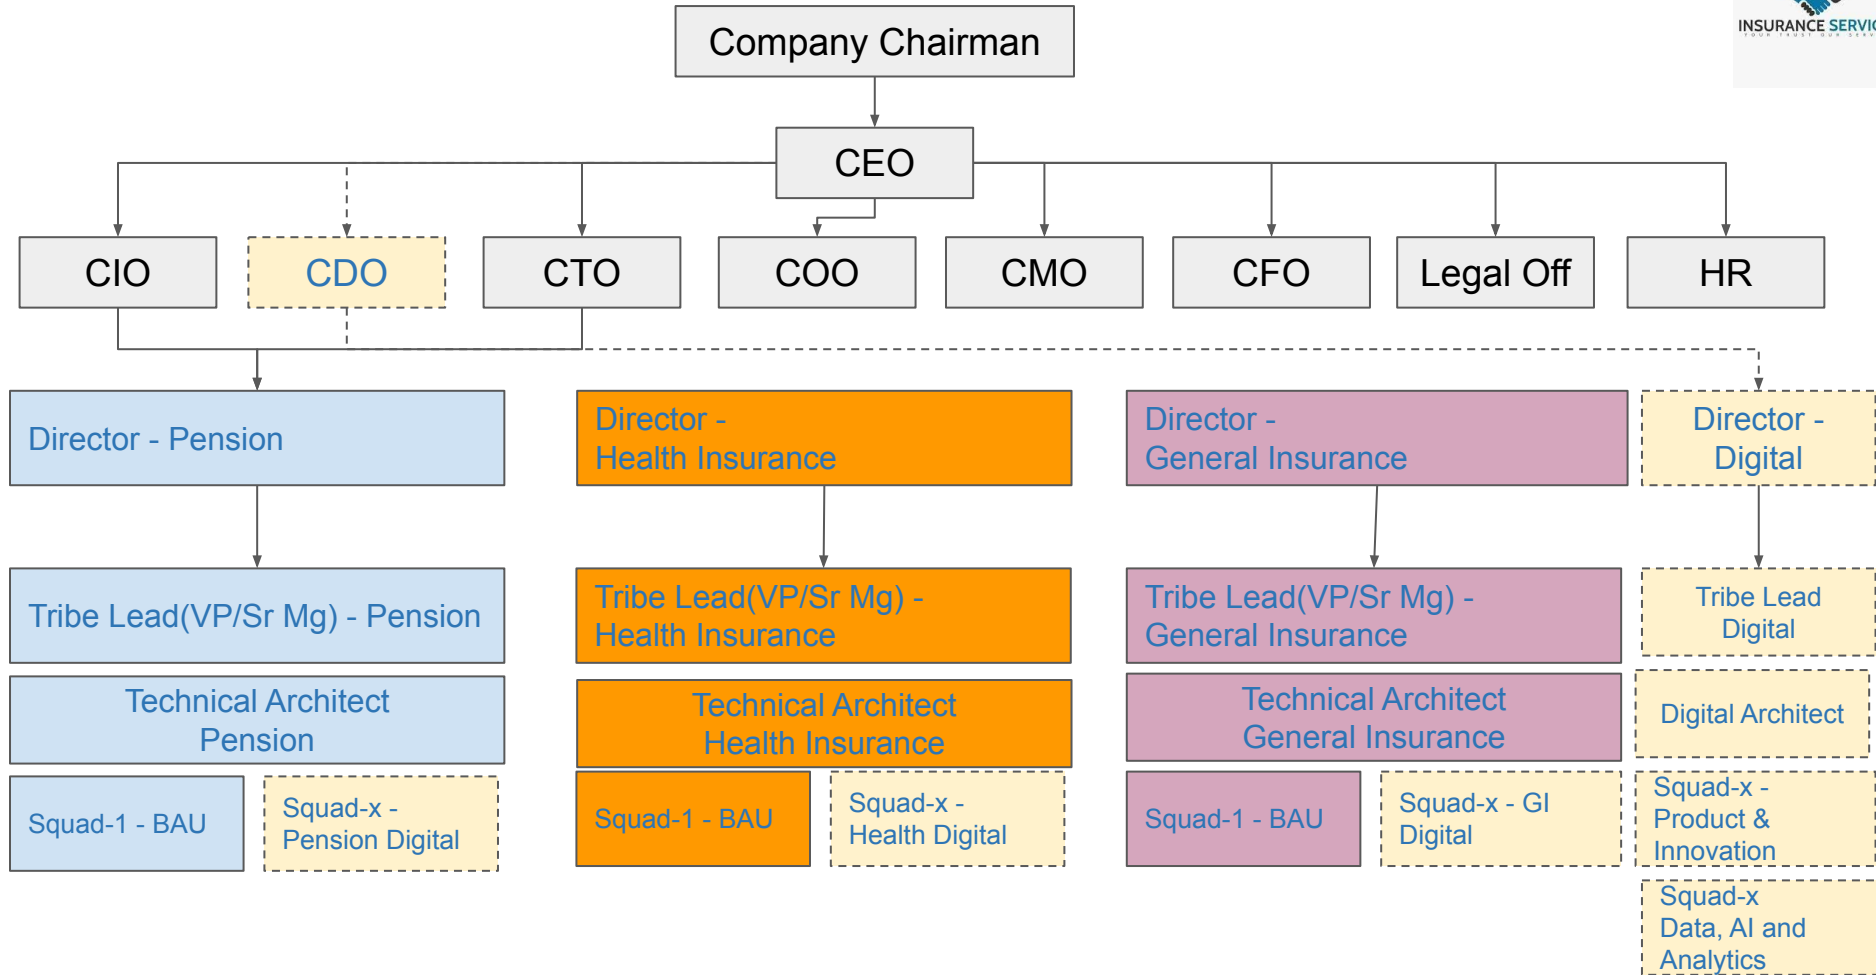 INSURANCE SERVIC
YOUR TRUST OUR SERV
Company Chairman
CEO
CIO
CDO
CTO
COO
CMO
CFO
Legal Off
HR
Director - Pension
Director -
Health Insurance
Director -
General Insurance
Director -
Digital
Tribe Lead(VP/Sr Mg) - Pension
Tribe Lead(VP/Sr Mg) -
Health Insurance
Tribe Lead(VP/Sr Mg) -
General Insurance
Tribe Lead
Digital
Technical Architect
Pension
Technical Architect
Health Insurance
Technical Architect
General Insurance
Digital Architect
Squad-1 - BAU
Squad-x -
Pension Digital
Squad-1 - BAU
Squad-x -
Health Digital
Squad-1 - BAU
Squad-x - GI
Digital
Squad-x -
Product &
Innovation
Squad-x
Data, AI and
Analytics